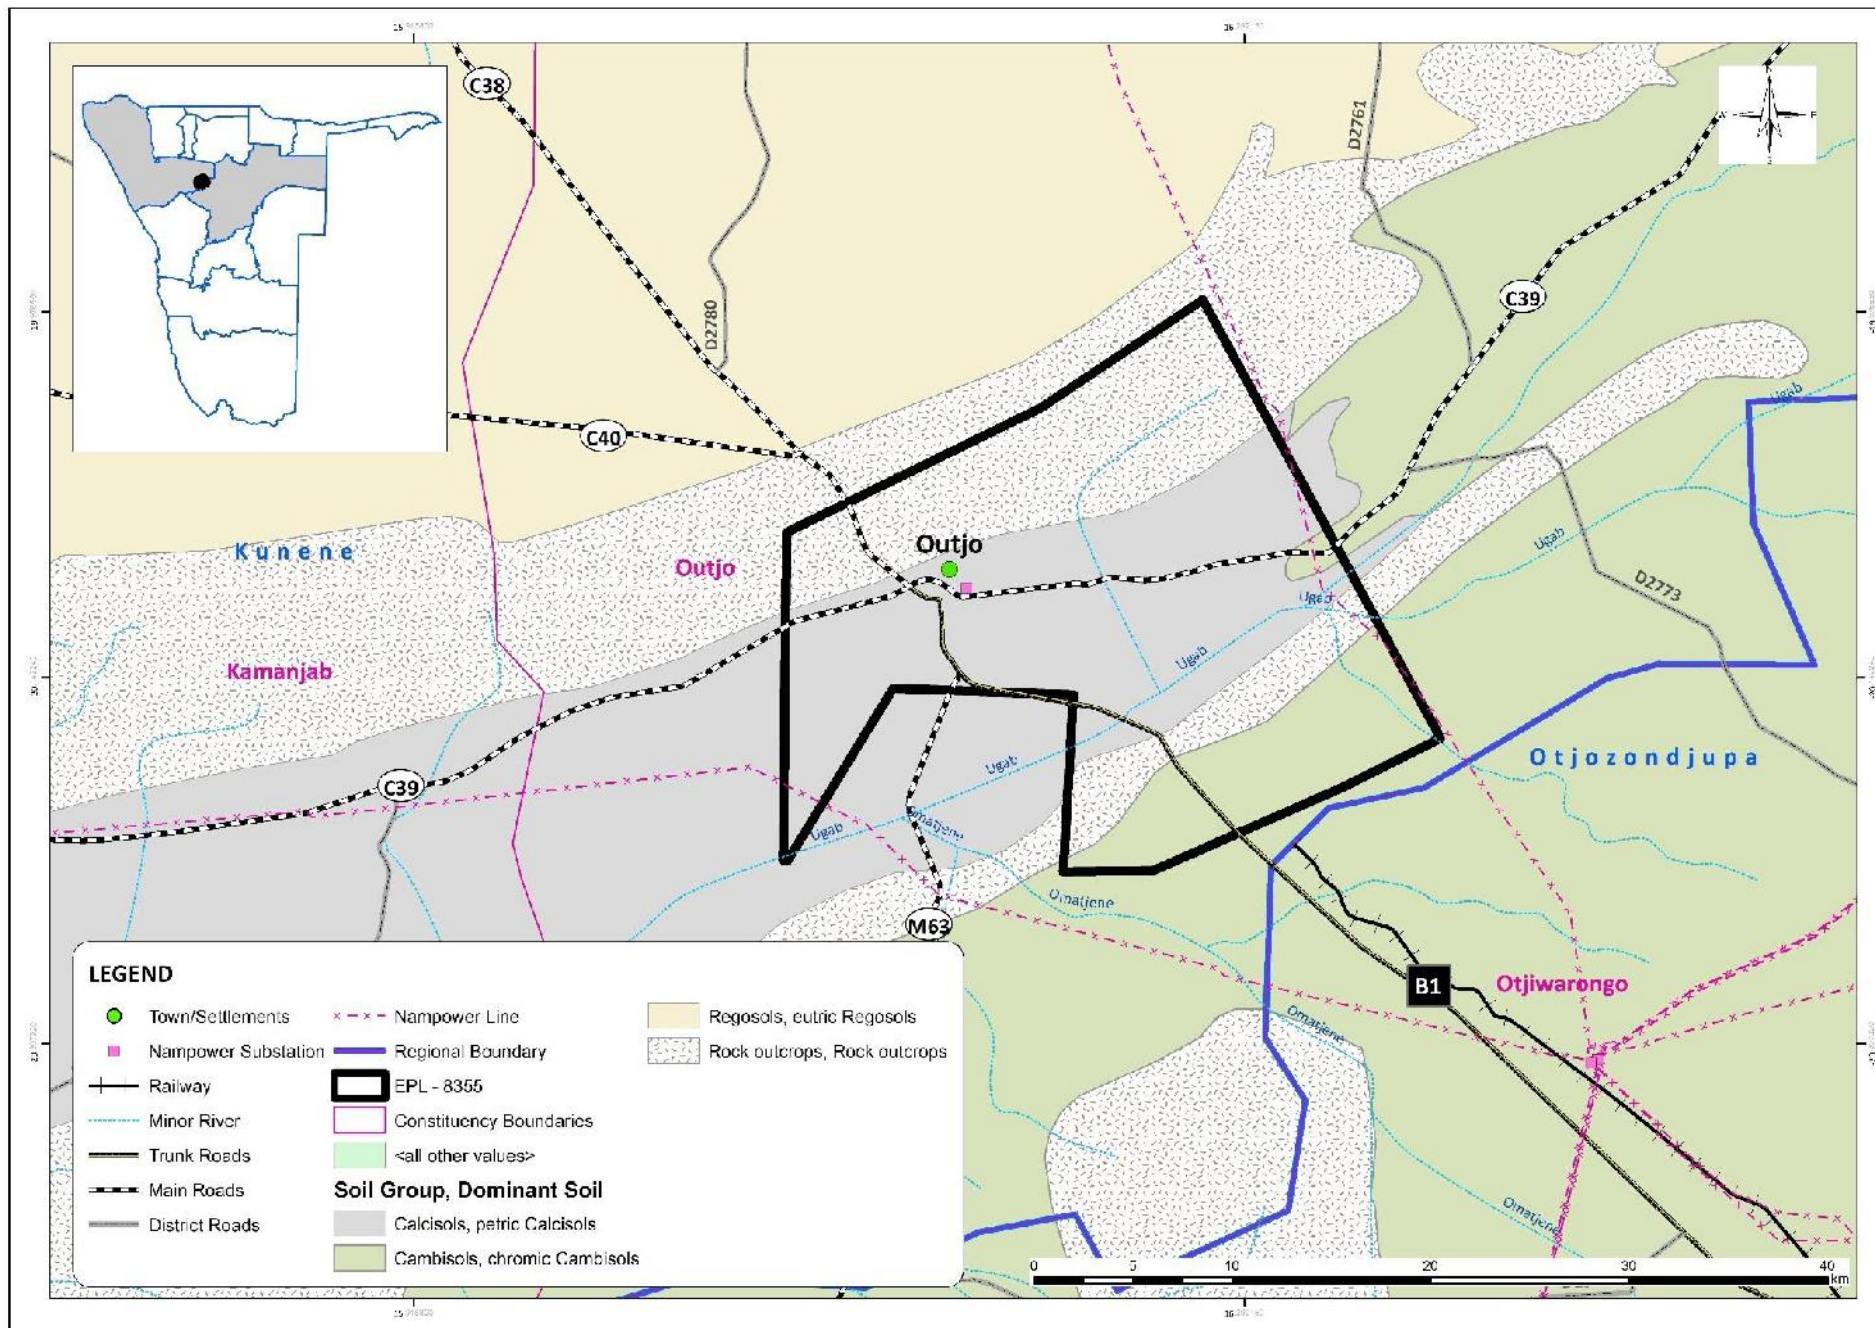 C38
D2761
C39
D2780
C40
Ugab
Kunene
Outjo
Outjo
Ugab
D2773
Ugab
Kamanjab
Ugab
Otjozondjupa
Ugab
C39
Ugab
Omatjene
Omatjene
M63
B1
Otjiwarongo
Omatjene
Omatjene
LEGEND
Town/Settlements
Nampower Substation
Railway
Minor River
Trunk Roads
Main Roads
District Roads
Nampower Line
Regional Boundary
EPL - 8355
Constituency Boundaries
<all other values>
Soil Group, Dominant Soil
Calcisols, petric Calcisols
Cambisols, chromic Cambisols
Regosols, eutric Regosols
Rock outcrops, Rock outcrops
0 5 10 20 30 40
km